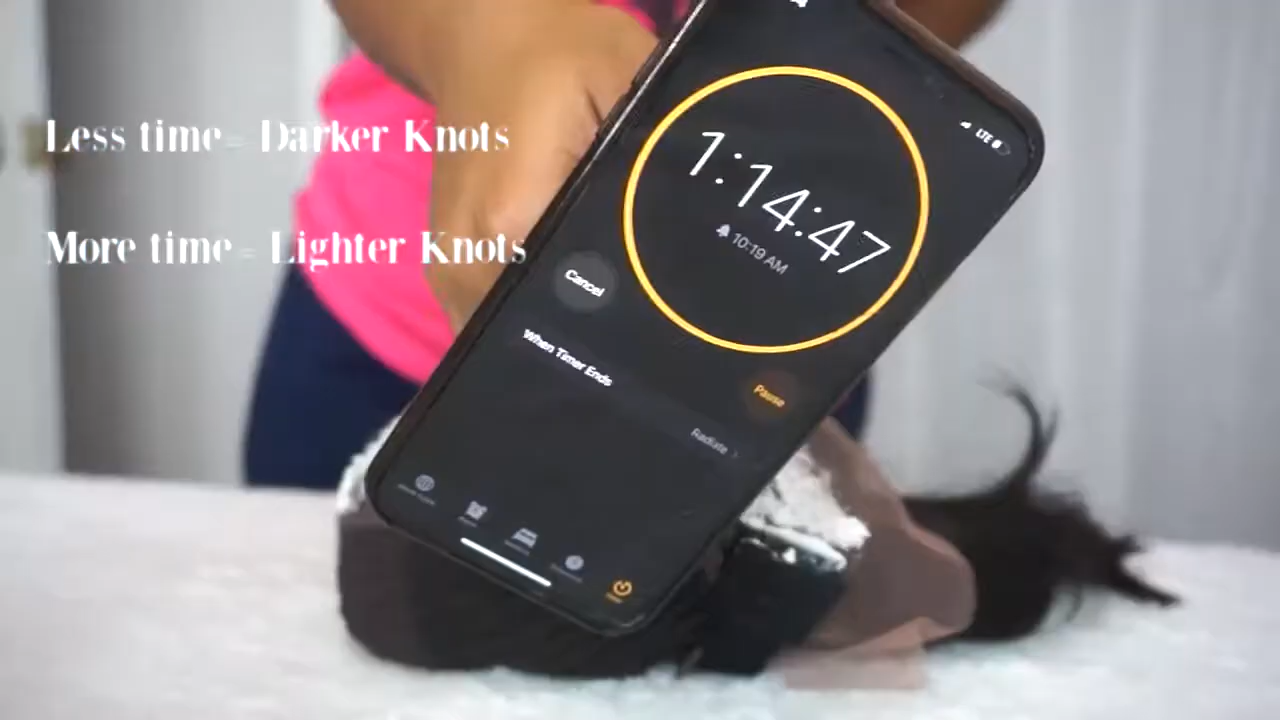 Less time = Darker Knots
More time = Lighter Knots
LTE
1:14:47
10:19 AM
Cancel
Pause
When Timer Ends
Radiate